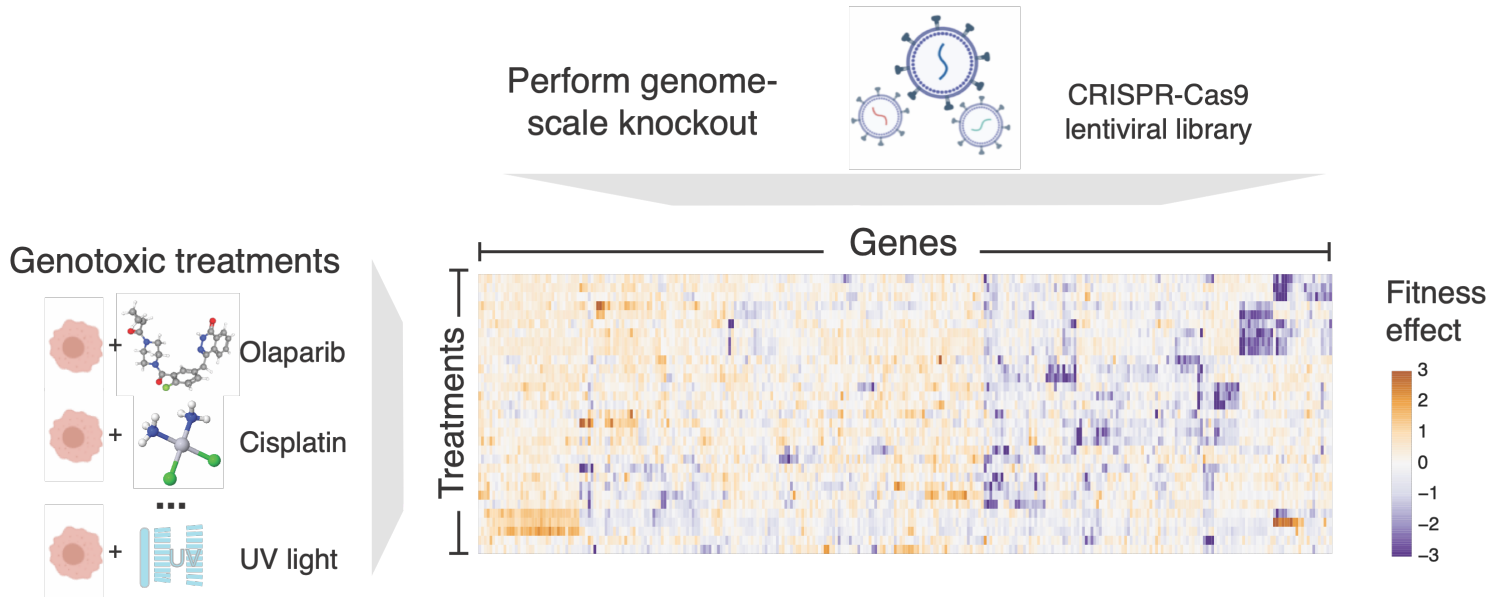 Perform genome-
scale knockout
CRISPR-Cas9
lentiviral library
Genotoxic treatments
+
Olaparib
+
Cisplatin
...
+
UV
UV light
Genes
Treatments
Fitness
effect
3
2
1
0
−1
−2
−3